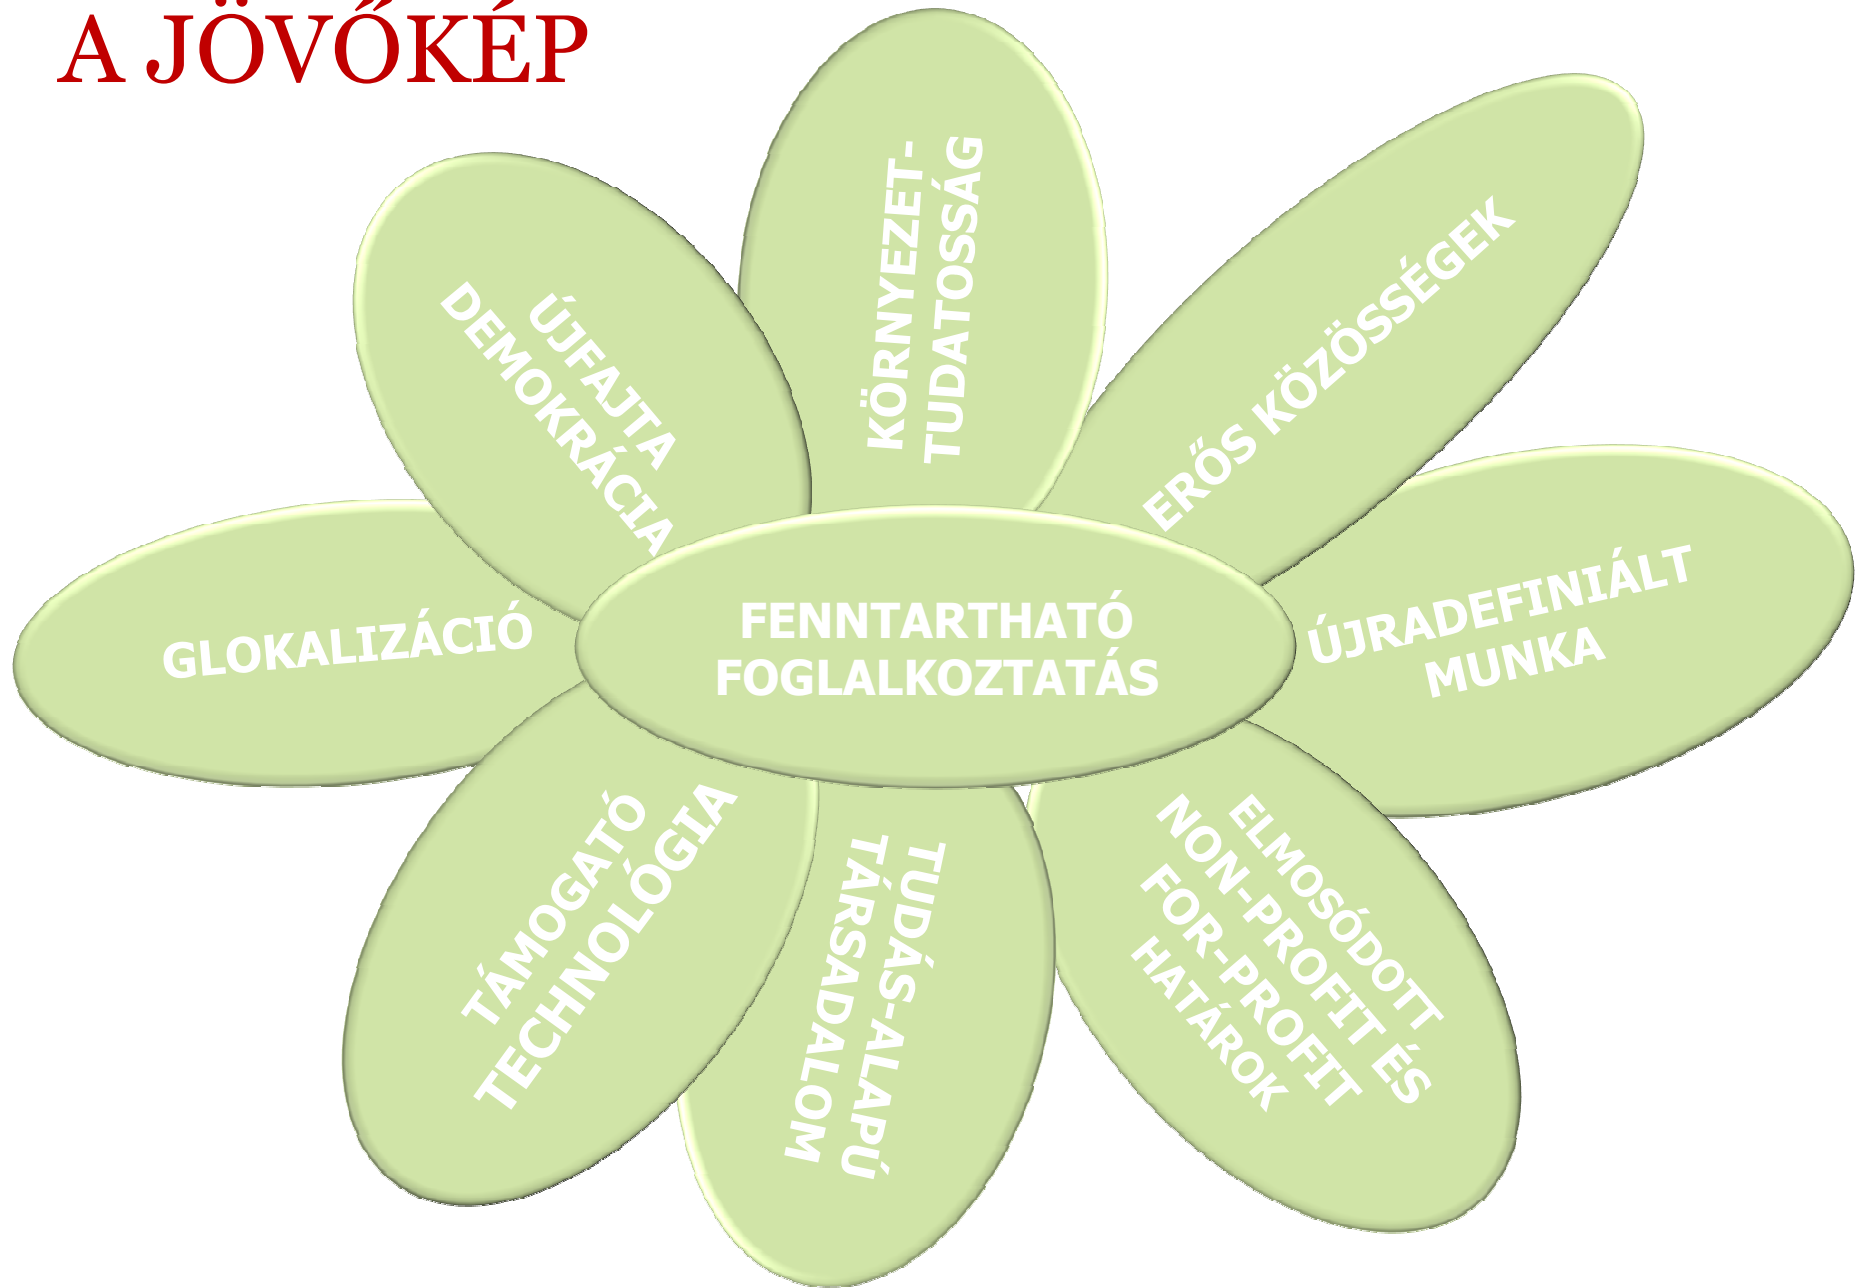 A JÖVŐKÉP
KÖRNYEZET-
TUDATOSSÁG
ERŐS KÖZÖSSÉGEK
ÚJRADEFINIÁLT
MUNKA
ELMOSÓDOTT
NON-PROFIT ÉS
FOR-PROFIT
HATÁROK
TUDÁS-ALAPÚ
TÁRSADALOM
TÁMOGATÓ
TECHNOLÓGIA
GLOKALIZÁCIÓ
ÚJFAJTA
DEMOKRÁCIA
FENNTARTHATÓ
FOGLALKOZTATÁS